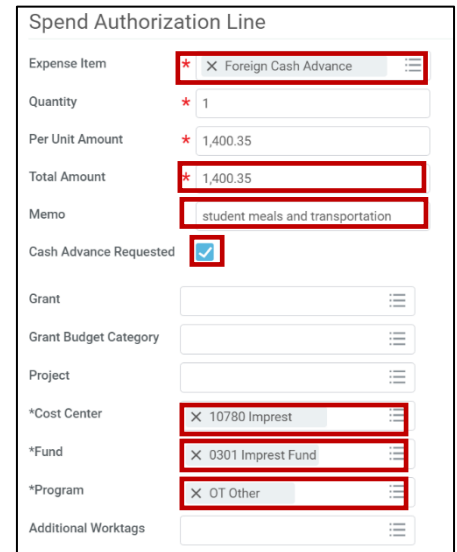 Spend Authorization Line
Expense Item * × Foreign Cash Advance
Quantity * 1
Per Unit Amount * 1,400.35
Total Amount * 1,400.35
Memo student meals and transportation
Cash Advance Requested
Grant
Grant Budget Category
Project
*Cost Center × 10780 Imprest
*Fund × 0301 Imprest Fund
*Program × OT Other
Additional Worktags